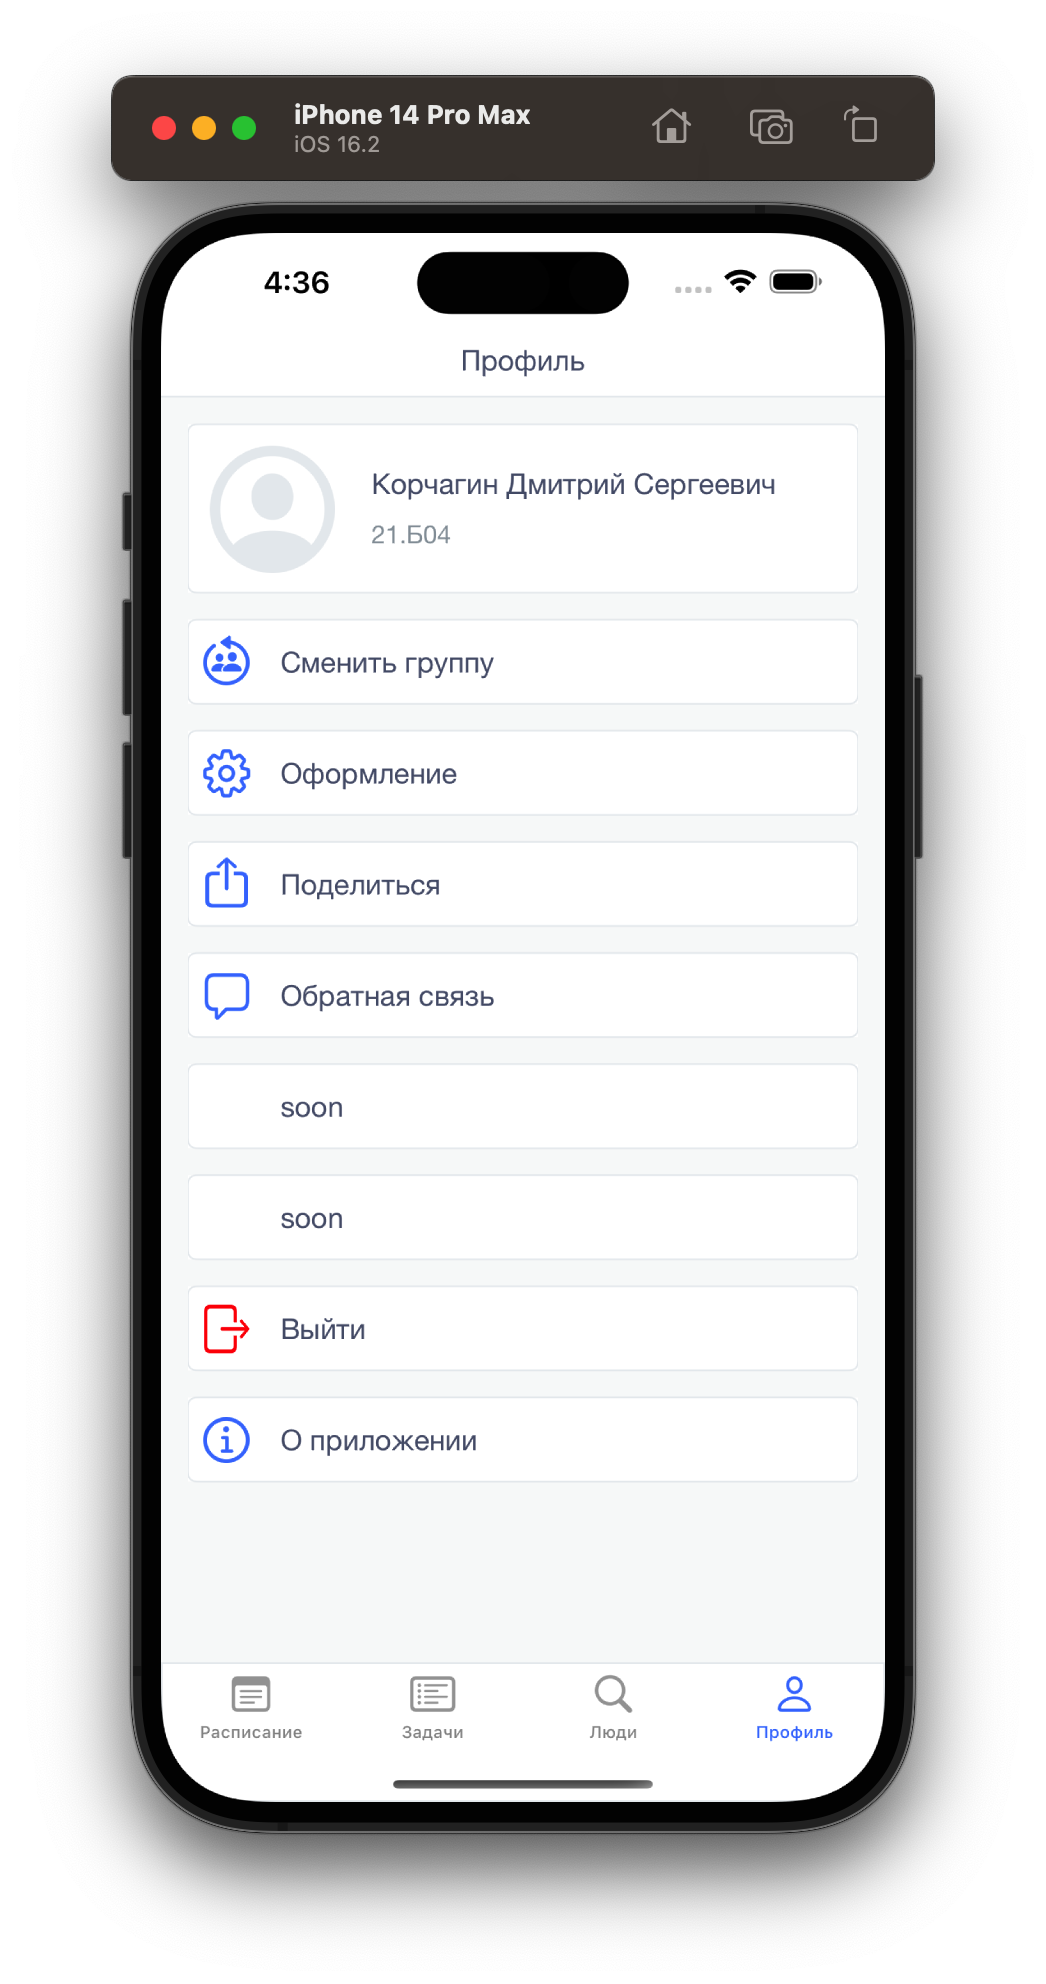 iPhone 14 Pro Max
iOS 16.2
4:36
Профиль
Корчагин Дмитрий Сергеевич
21.Б04
Сменить группу
Оформление
Поделиться
Обратная связь
soon
soon
Выйти
О приложении
Расписание
Задачи
Люди
Профиль